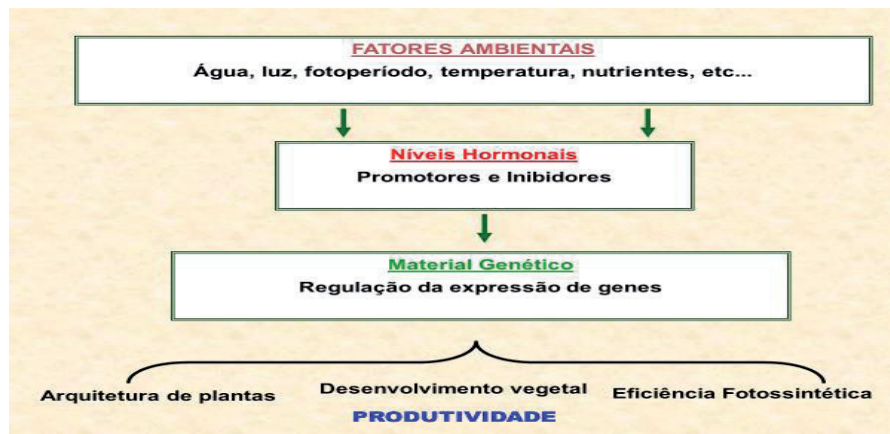 FATORES AMBIENTAIS
Água, luz, fotoperíodo, temperatura, nutrientes, etc...
Níveis Hormonais
Promotores e Inibidores
Material Genético
Regulação da expressão de genes
Arquitetura de plantas
Desenvolvimento vegetal
Eficiência Fotossintética
PRODUTIVIDADE